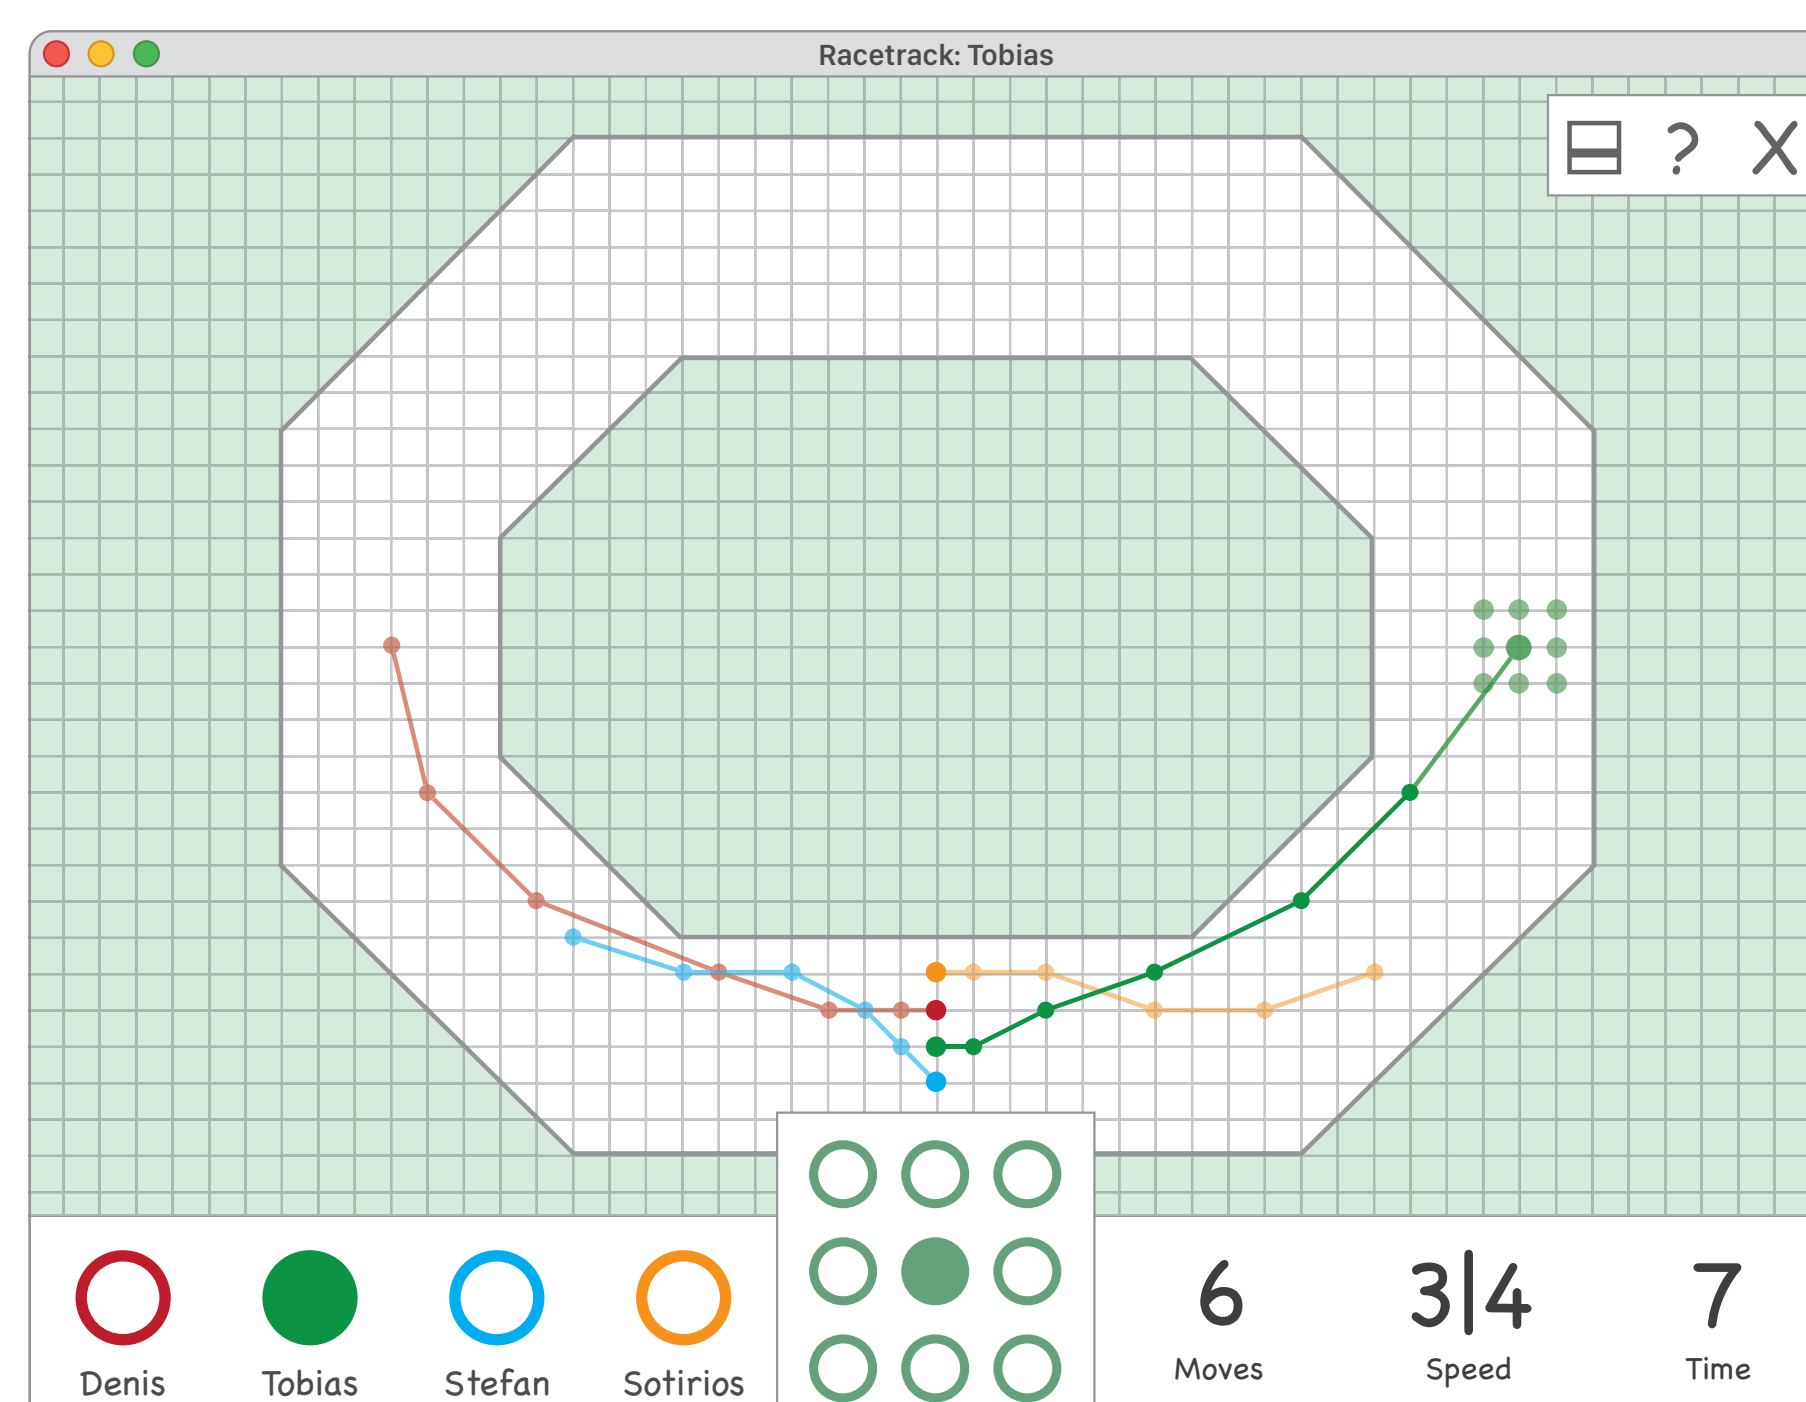 Racetrack: Tobias
?
X
6
3|4
7
Denis
Tobias
Stefan
Sotirios
Moves
Speed
Time